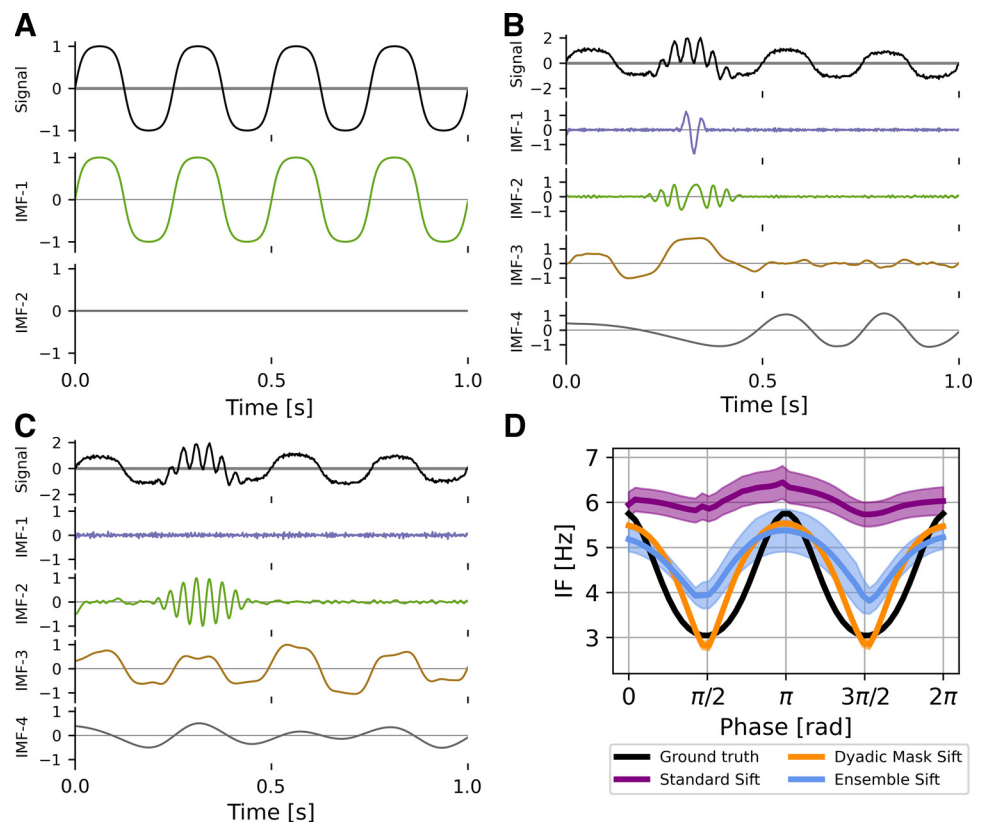 A
Signal
1
0
−1
IMF-1
1
0
−1
IMF-2
1
0
−1
0.0 0.5 1.0
Time [s]
B
Signal
2
0
−2
IMF-1
1
0
−1
IMF-2
1
0
−1
IMF-3
1
0
−1
IMF-4
1
0
−1
0.0 0.5 1.0
Time [s]
C
Signal
2
0
−2
IMF-1
1
0
−1
IMF-2
1
0
−1
IMF-3
1
0
−1
IMF-4
1
0
−1
0.0 0.5 1.0
Time [s]
D
IF [Hz]
7
6
5
4
3
0 π/2 π 3π/2 2π
Phase [rad]
Ground truth Dyadic Mask Sift
Standard Sift Ensemble Sift